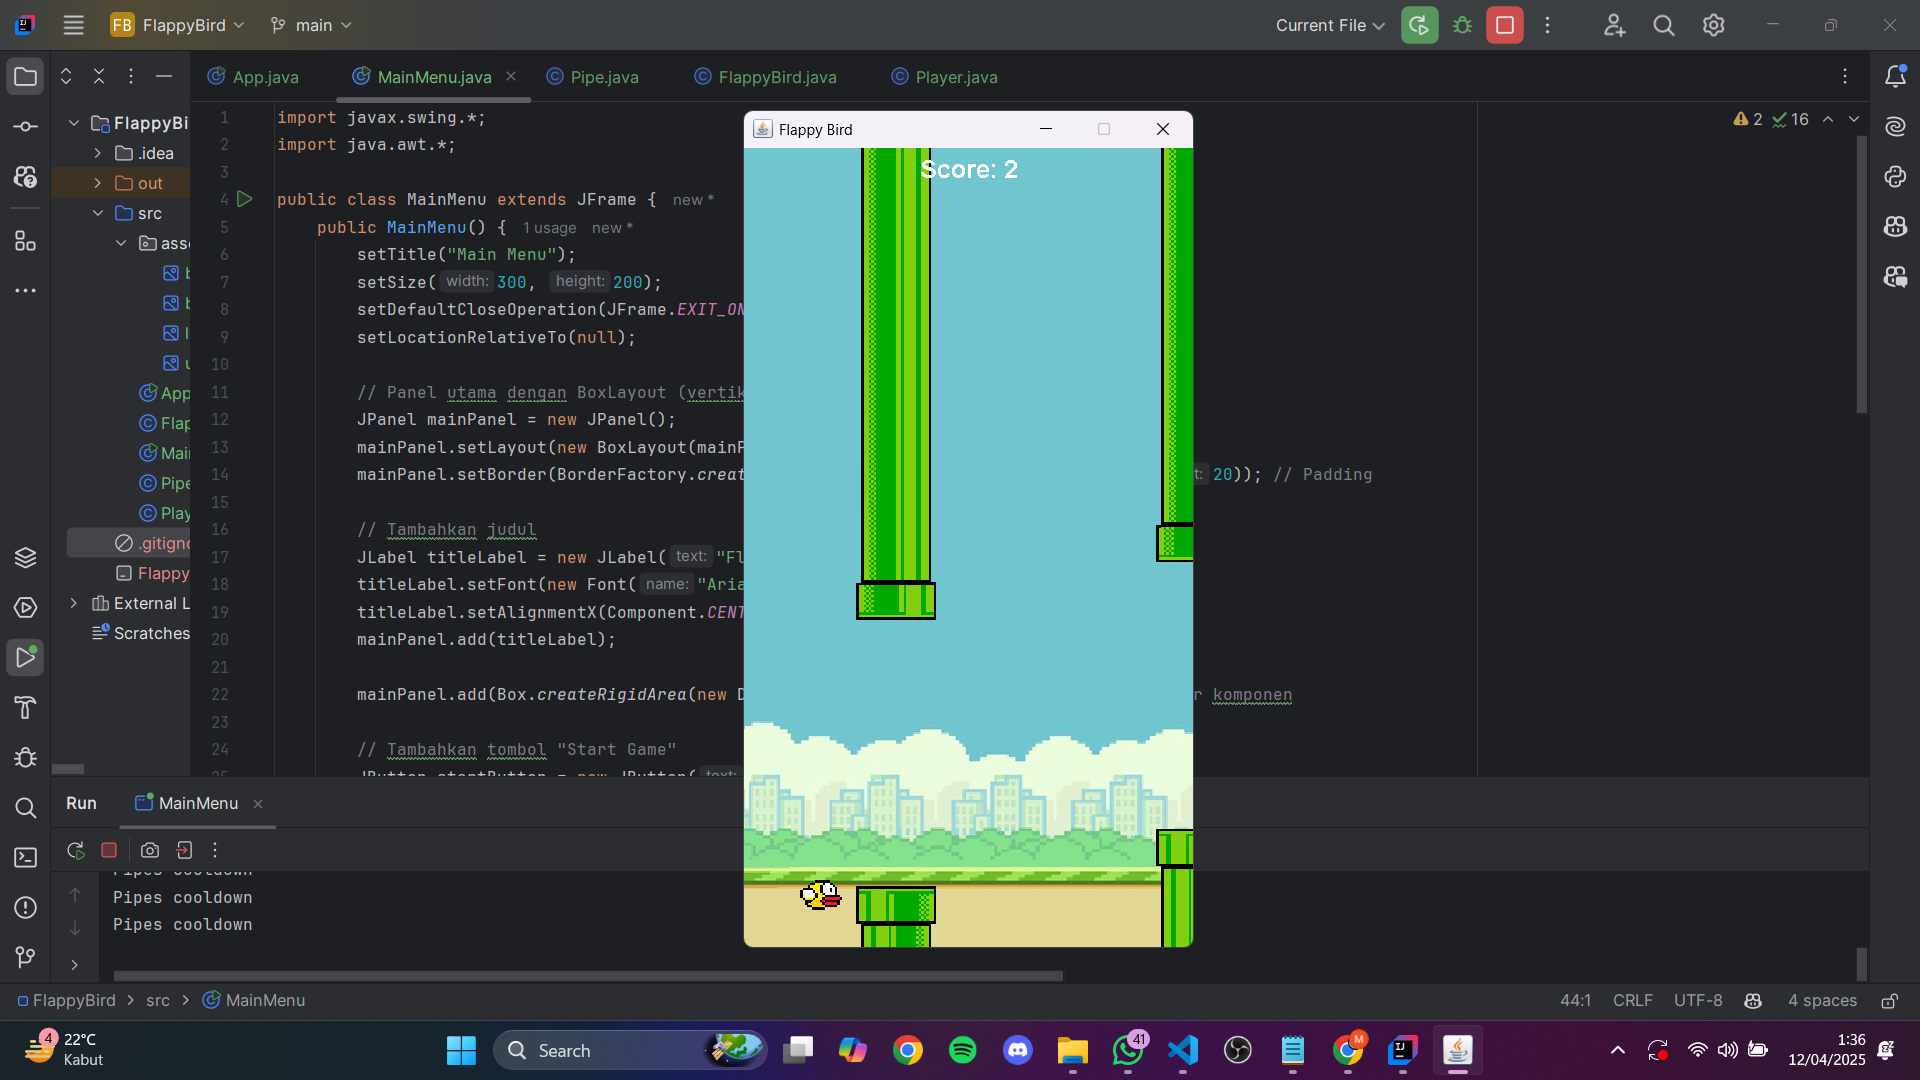 FB FlappyBird main Current File
App.java MainMenu.java Pipe.java FlappyBird.java Player.java
FlappyBi
.idea
out
src
asse
b
b
l
u
App
Flap
Mai
Pipe
Play
.gitigno
Flappy
External L
Scratches
1 import javax.swing.*;
2 import java.awt.*;
3
4 public class MainMenu extends JFrame { new *
5 public MainMenu() { 1 usage new *
6 setTitle("Main Menu");
7 setSize( width: 300, height: 200);
8 setDefaultCloseOperation(JFrame.EXIT_ON
9 setLocationRelativeTo(null);
10
11 // Panel utama dengan BoxLayout (vertik
12 JPanel mainPanel = new JPanel();
13 mainPanel.setLayout(new BoxLayout(mainP
14 mainPanel.setBorder(BorderFactory.creat t: 20)); // Padding
15
16 // Tambahkan judul
17 JLabel titleLabel = new JLabel( text: "Fl
18 titleLabel.setFont(new Font( name: "Aria
19 titleLabel.setAlignmentX(Component.CENT
20 mainPanel.add(titleLabel);
21
22 mainPanel.add(Box.createRigidArea(new D r komponen
23
24 // Tambahkan tombol "Start Game"
2 16
Flappy Bird
Score: 2
Run MainMenu
Pipes cooldown
Pipes cooldown
Pipes cooldown
FlappyBird > src > MainMenu 44:1 CRLF UTF-8 4 spaces
4 22°C
Kabut
Search
41
M
1:36
12/04/2025